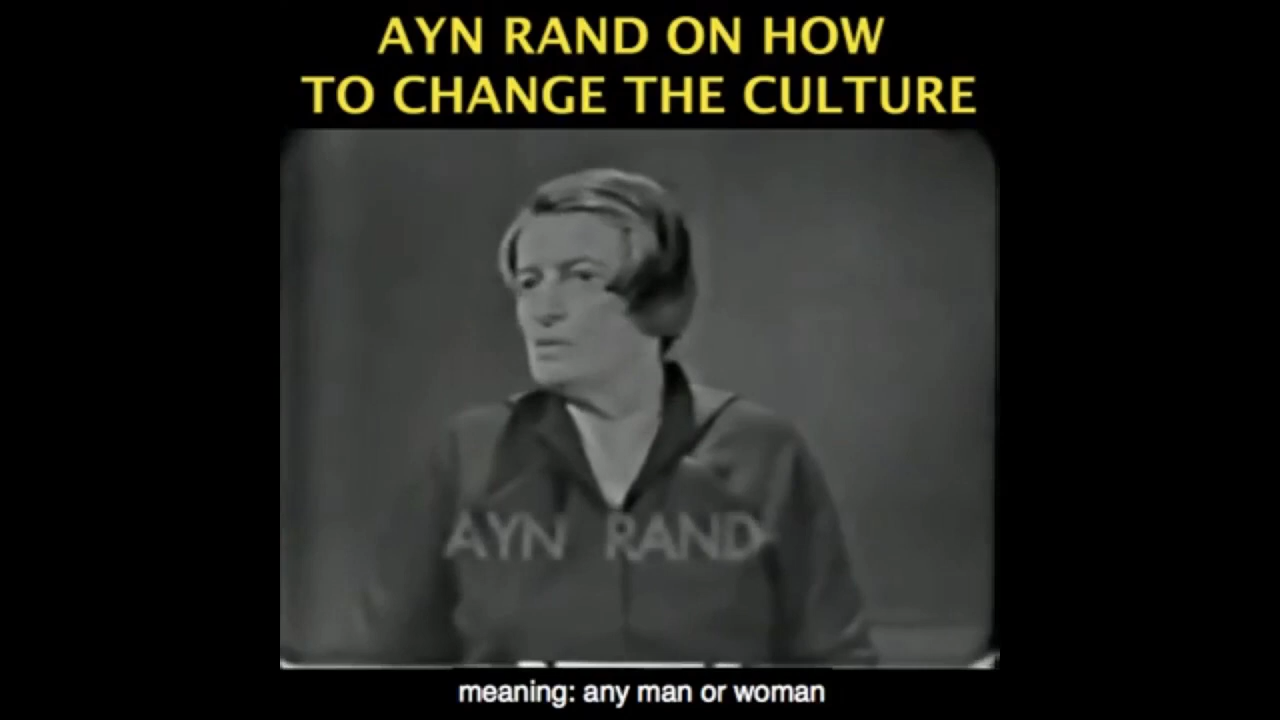 AYN RAND ON HOW
TO CHANGE THE CULTURE
AYN RAND
meaning: any man or woman